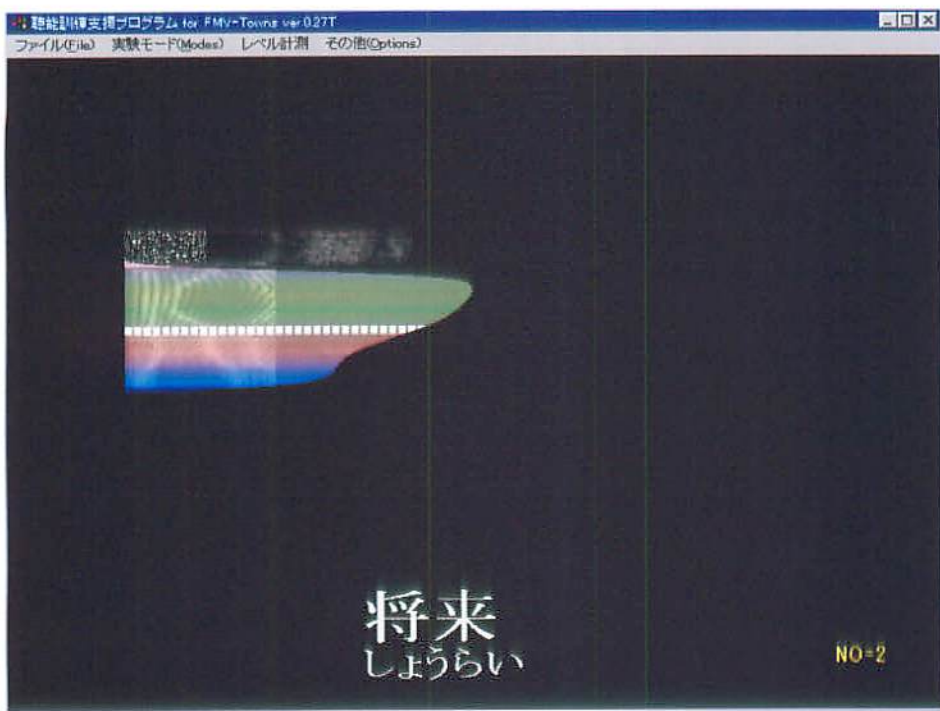 聴能訓練支援プログラム for FMV-Towns ver.0.27T
ファイル(File) 実験モード(Modes) レベル計測 その他(Options)
将来
しょうらい
NO=2